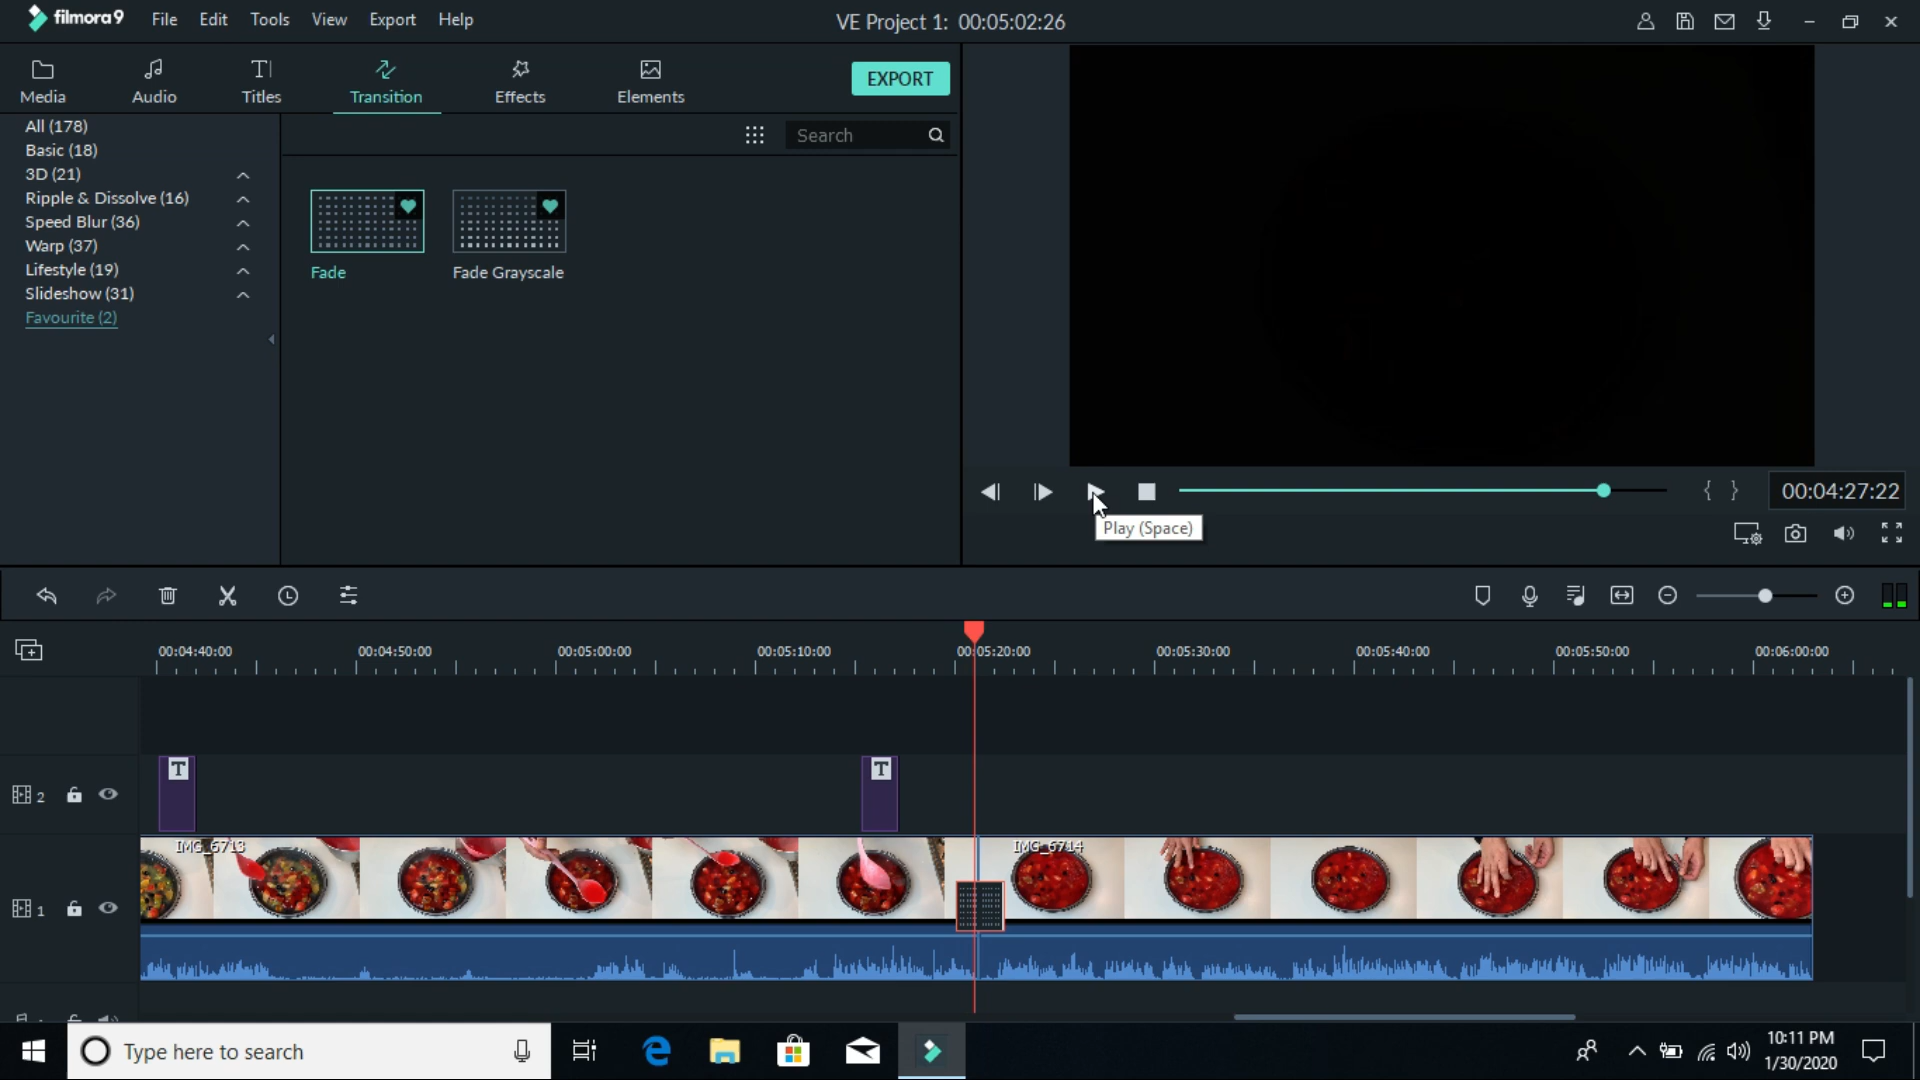 filmora9
File Edit Tools View Export Help
VE Project 1: 00:05:02:26
Media Audio Titles Transition Effects Elements
EXPORT
All (178)
Basic (18)
3D (21)
Ripple & Dissolve (16)
Speed Blur (36)
Warp (37)
Lifestyle (19)
Slideshow (31)
Favourite (2)
Search
Fade
Fade Grayscale
00:04:27:22
Play (Space)
00:04:40:00 00:04:50:00 00:05:00:00 00:05:10:00 00:05:20:00 00:05:30:00 00:05:40:00 00:05:50:00 00:06:00:00
T T
2
IMG_6713 IMG_6714
1
Type here to search
10:11 PM
1/30/2020